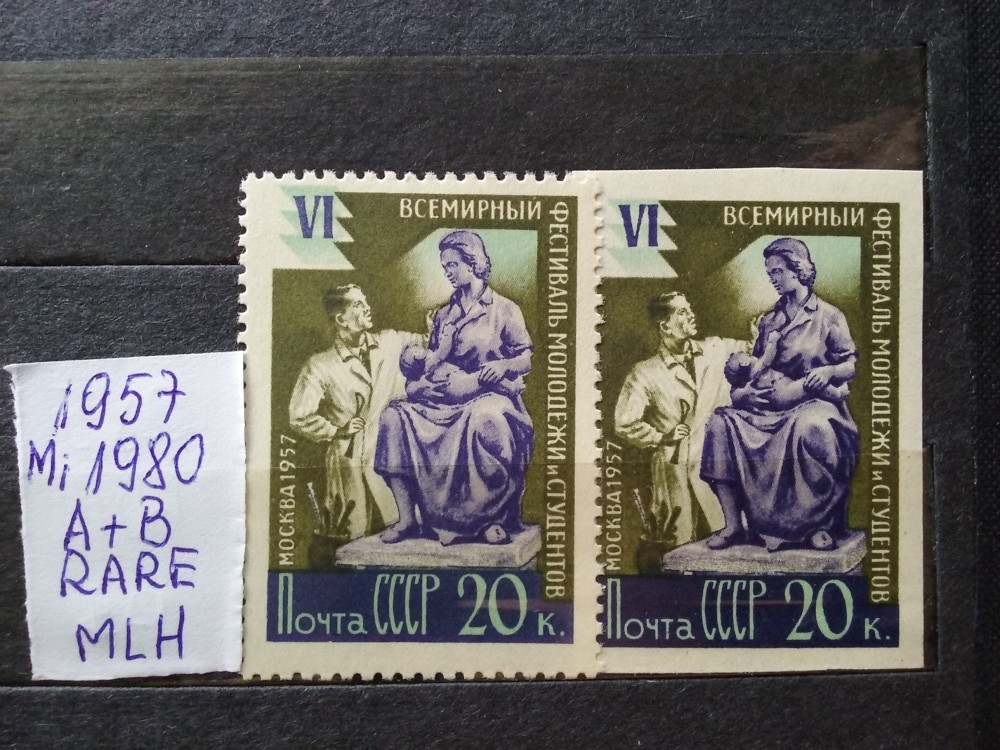 1957
Mi 1980
A+B
RARE
MLH
VI
ВСЕМИРНЫЙ
ФЕСТИВАЛЬ МОЛОДЕЖИ и СТУДЕНТОВ
МОСКВА 1957
Почта СССР 20 к.
VI
ВСЕМИРНЫЙ
ФЕСТИВАЛЬ МОЛОДЕЖИ и СТУДЕНТОВ
МОСКВА 1957
Почта СССР 20 к.